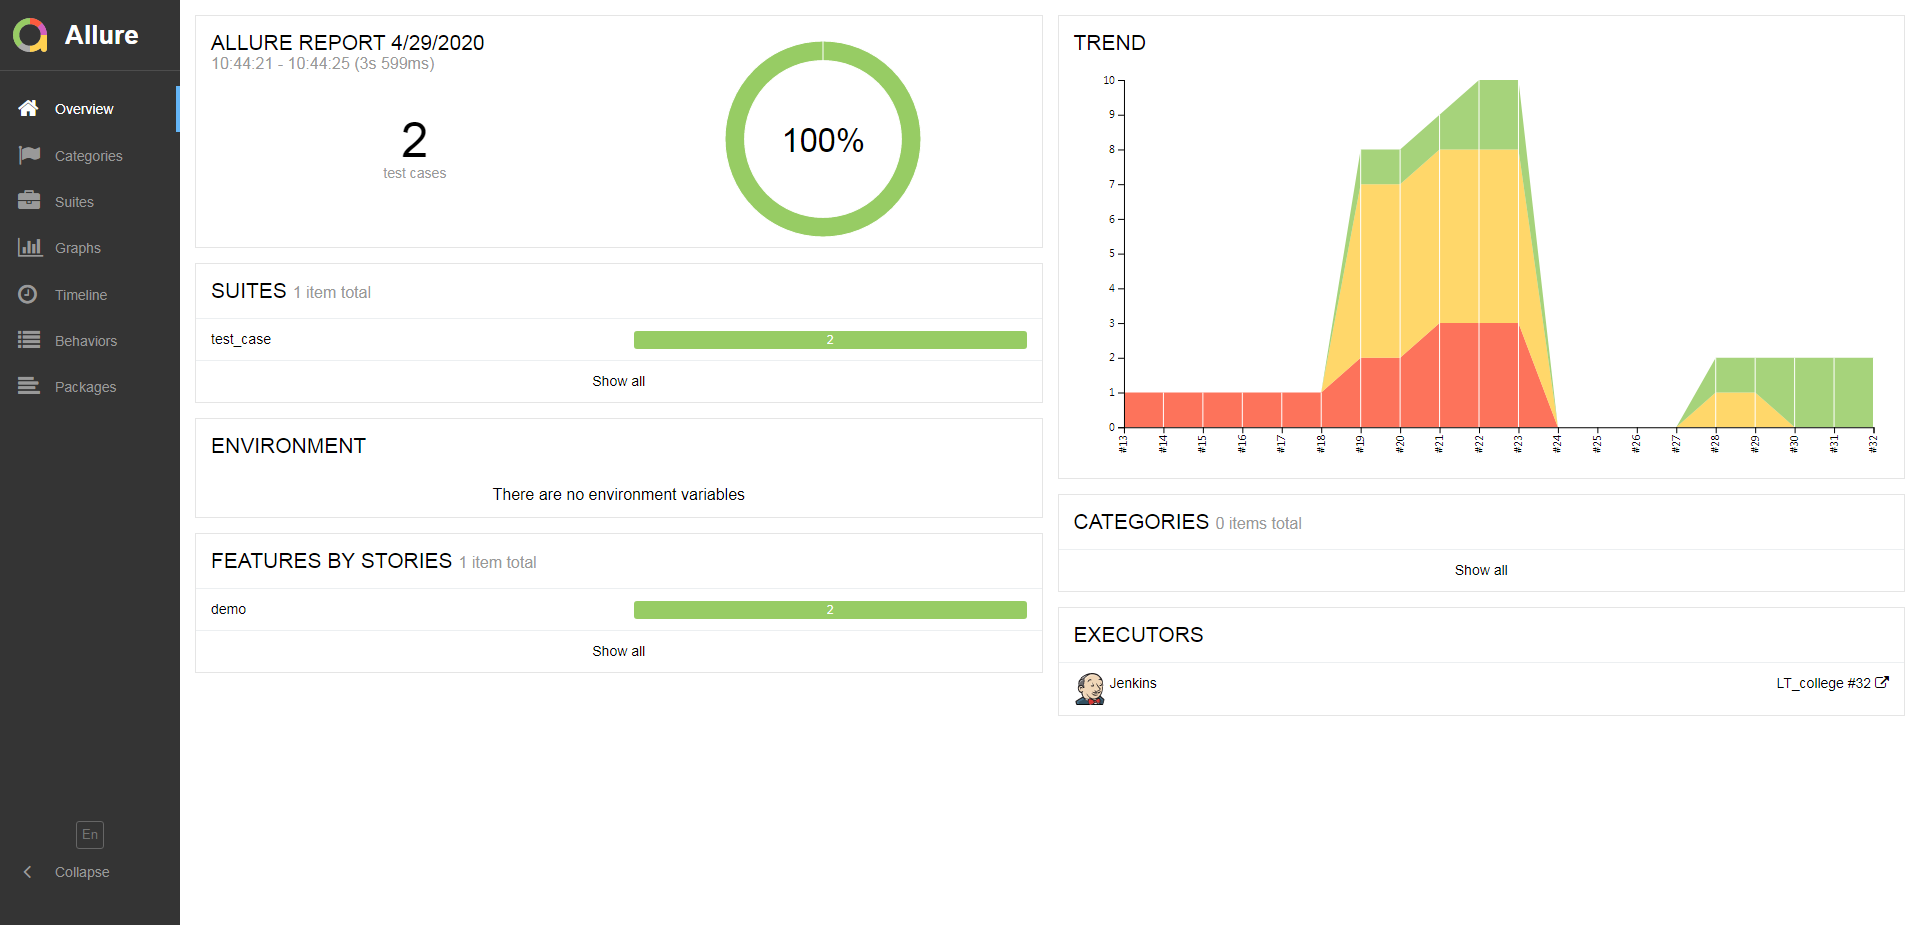 Allure
Overview
Categories
Suites
Graphs
Timeline
Behaviors
Packages
En
Collapse
ALLURE REPORT 4/29/2020
10:44:21 - 10:44:25 (3s 599ms)
2
test cases
100%
SUITES 1 item total
test_case 2
Show all
ENVIRONMENT
There are no environment variables
FEATURES BY STORIES 1 item total
demo 2
Show all
TREND
10
9
8
7
6
5
4
3
2
1
0
#13 #14 #15 #16 #17 #18 #19 #20 #21 #22 #23 #24 #25 #26 #27 #28 #29 #30 #31 #32
CATEGORIES 0 items total
Show all
EXECUTORS
Jenkins LT_college #32